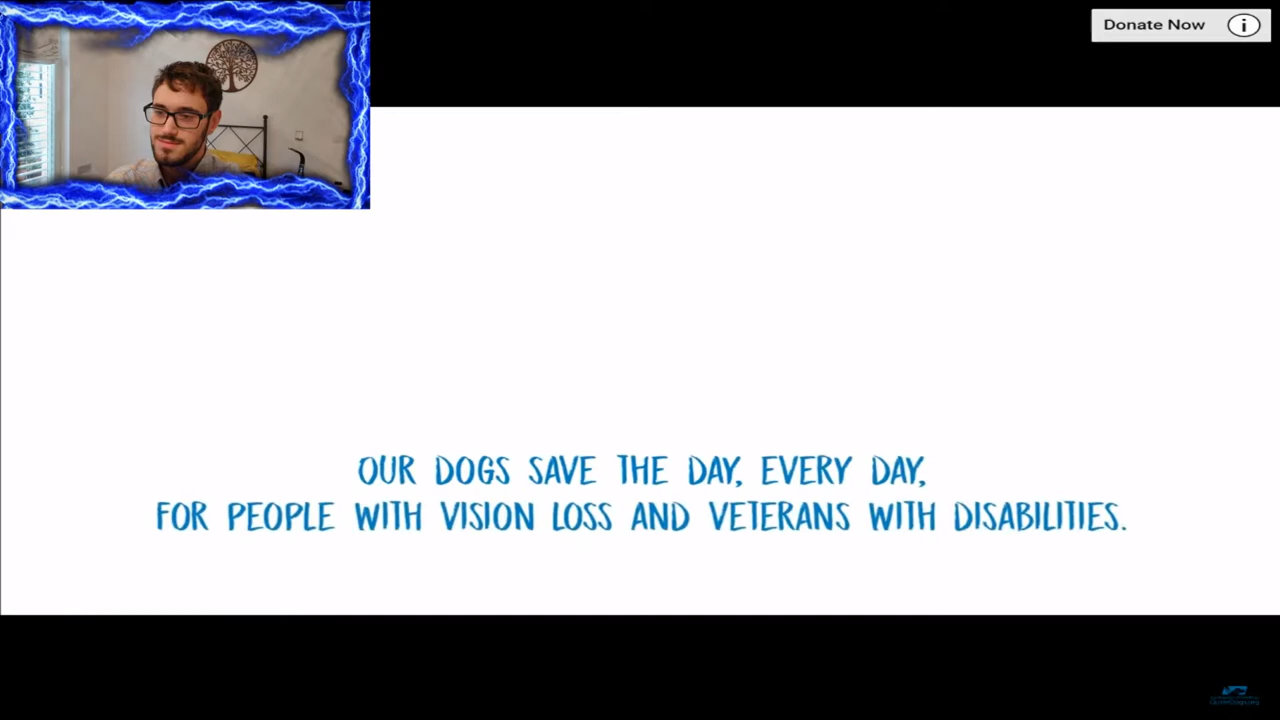 Donate Now
OUR DOGS SAVE THE DAY, EVERY DAY,
FOR PEOPLE WITH VISION LOSS AND VETERANS WITH DISABILITIES.